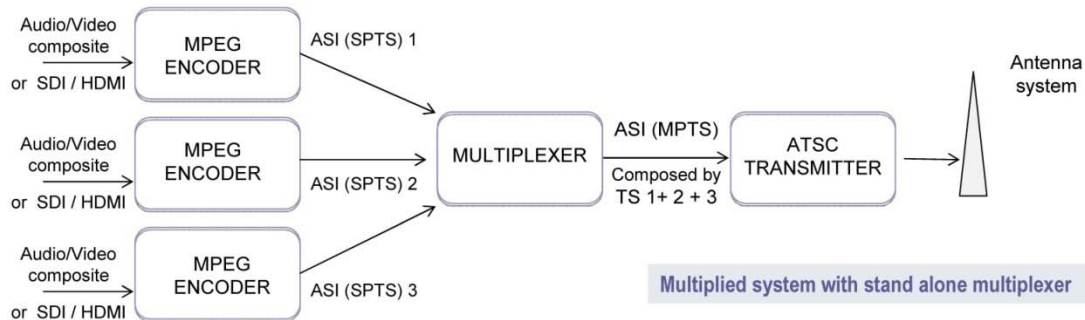 Audio/Video
composite
or SDI / HDMI
MPEG
ENCODER
ASI (SPTS) 1
Audio/Video
composite
or SDI / HDMI
MPEG
ENCODER
ASI (SPTS) 2
Audio/Video
composite
or SDI / HDMI
MPEG
ENCODER
ASI (SPTS) 3
MULTIPLEXER
ASI (MPTS)
Composed by
TS 1+ 2 + 3
ATSC
TRANSMITTER
Antenna
system
Multiplied system with stand alone multiplexer